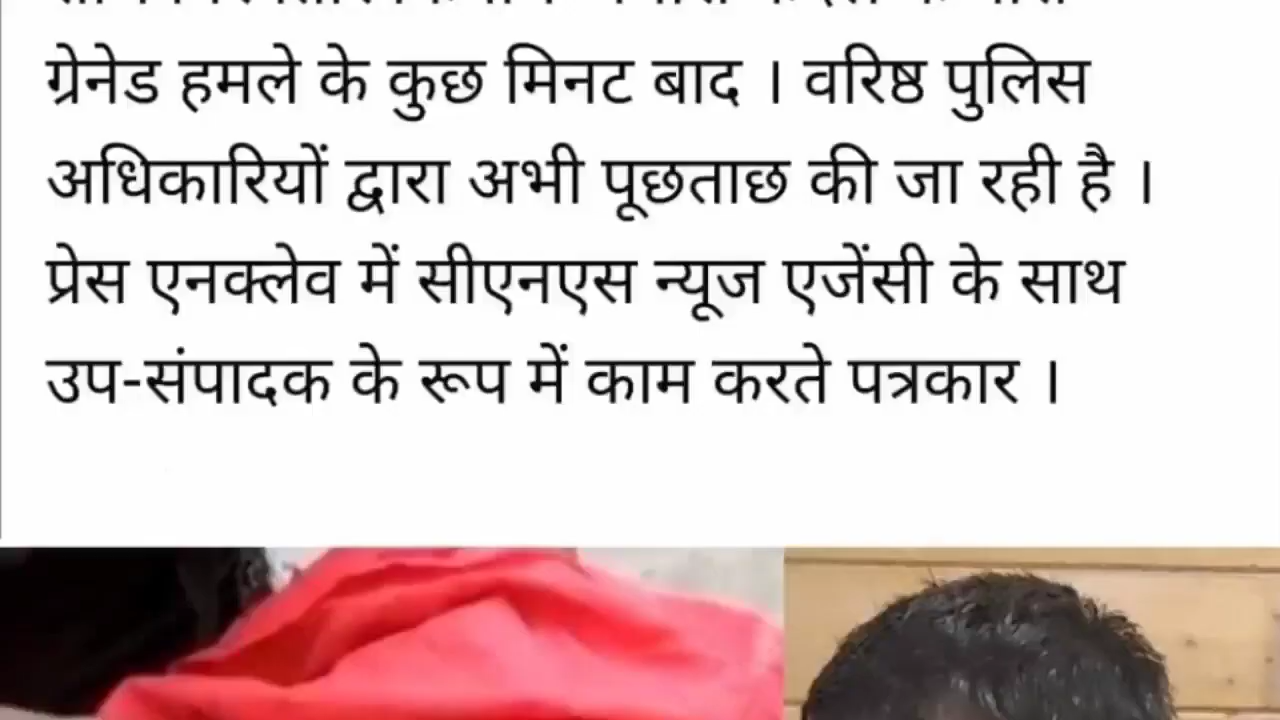 ग्रेनेड हमले के कुछ मिनट बाद । वरिष्ठ पुलिस
अधिकारियों द्वारा अभी पूछताछ की जा रही है ।
प्रेस एनक्लेव में सीएनएस न्यूज एजेंसी के साथ
उप-संपादक के रूप में काम करते पत्रकार ।